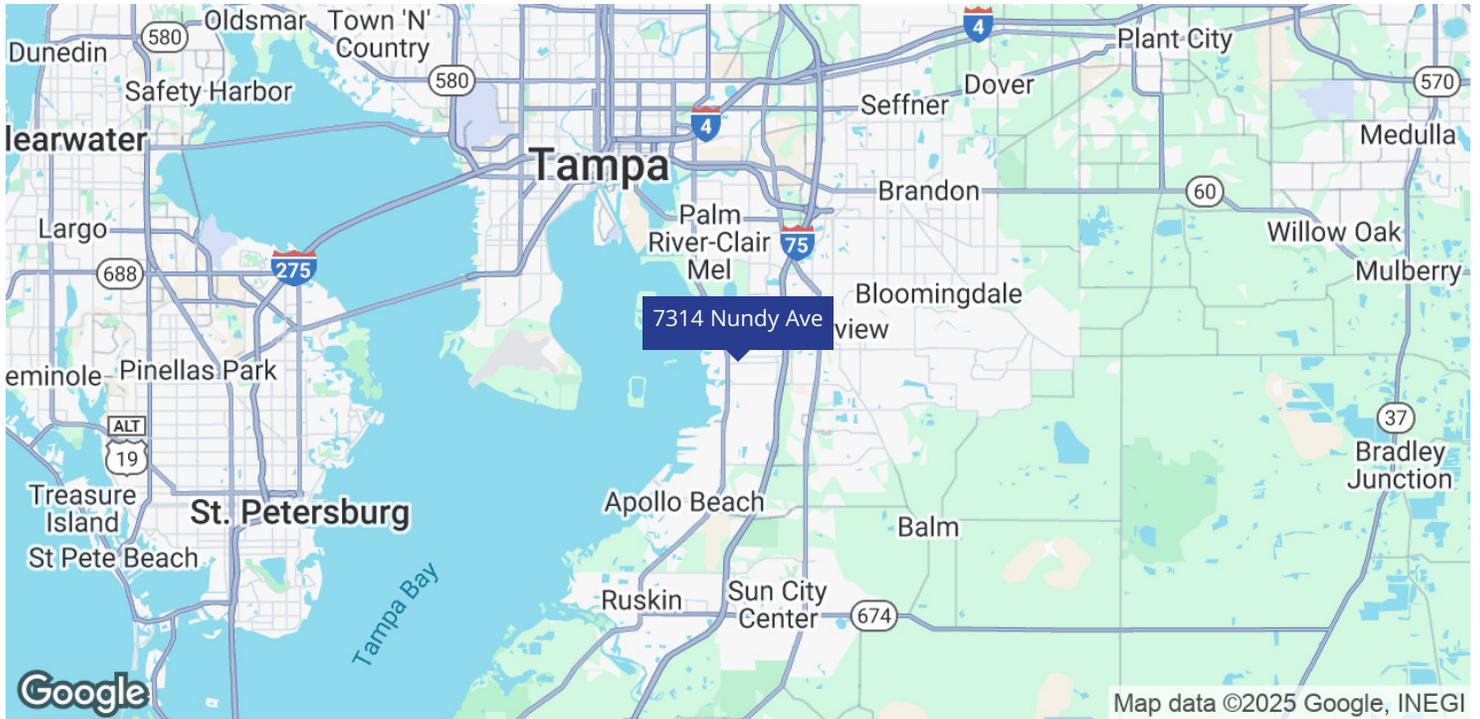 Oldsmar
Town 'N'
Country
580
Dunedin
580
Safety Harbor
learwater
4
Plant City
Dover
Seffner
570
4
Medulla
Tampa
Brandon
60
Largo
Palm
River-Clair
Mel
75
Willow Oak
Mulberry
688
275
Bloomingdale
7314 Nundy Ave
view
eminole
Pinellas Park
ALT
19
37
Bradley
Junction
Treasure
Island
St. Petersburg
Apollo Beach
Balm
St Pete Beach
Tampa Bay
Ruskin
Sun City
Center
674
Google
Map data ©2025 Google, INEGI